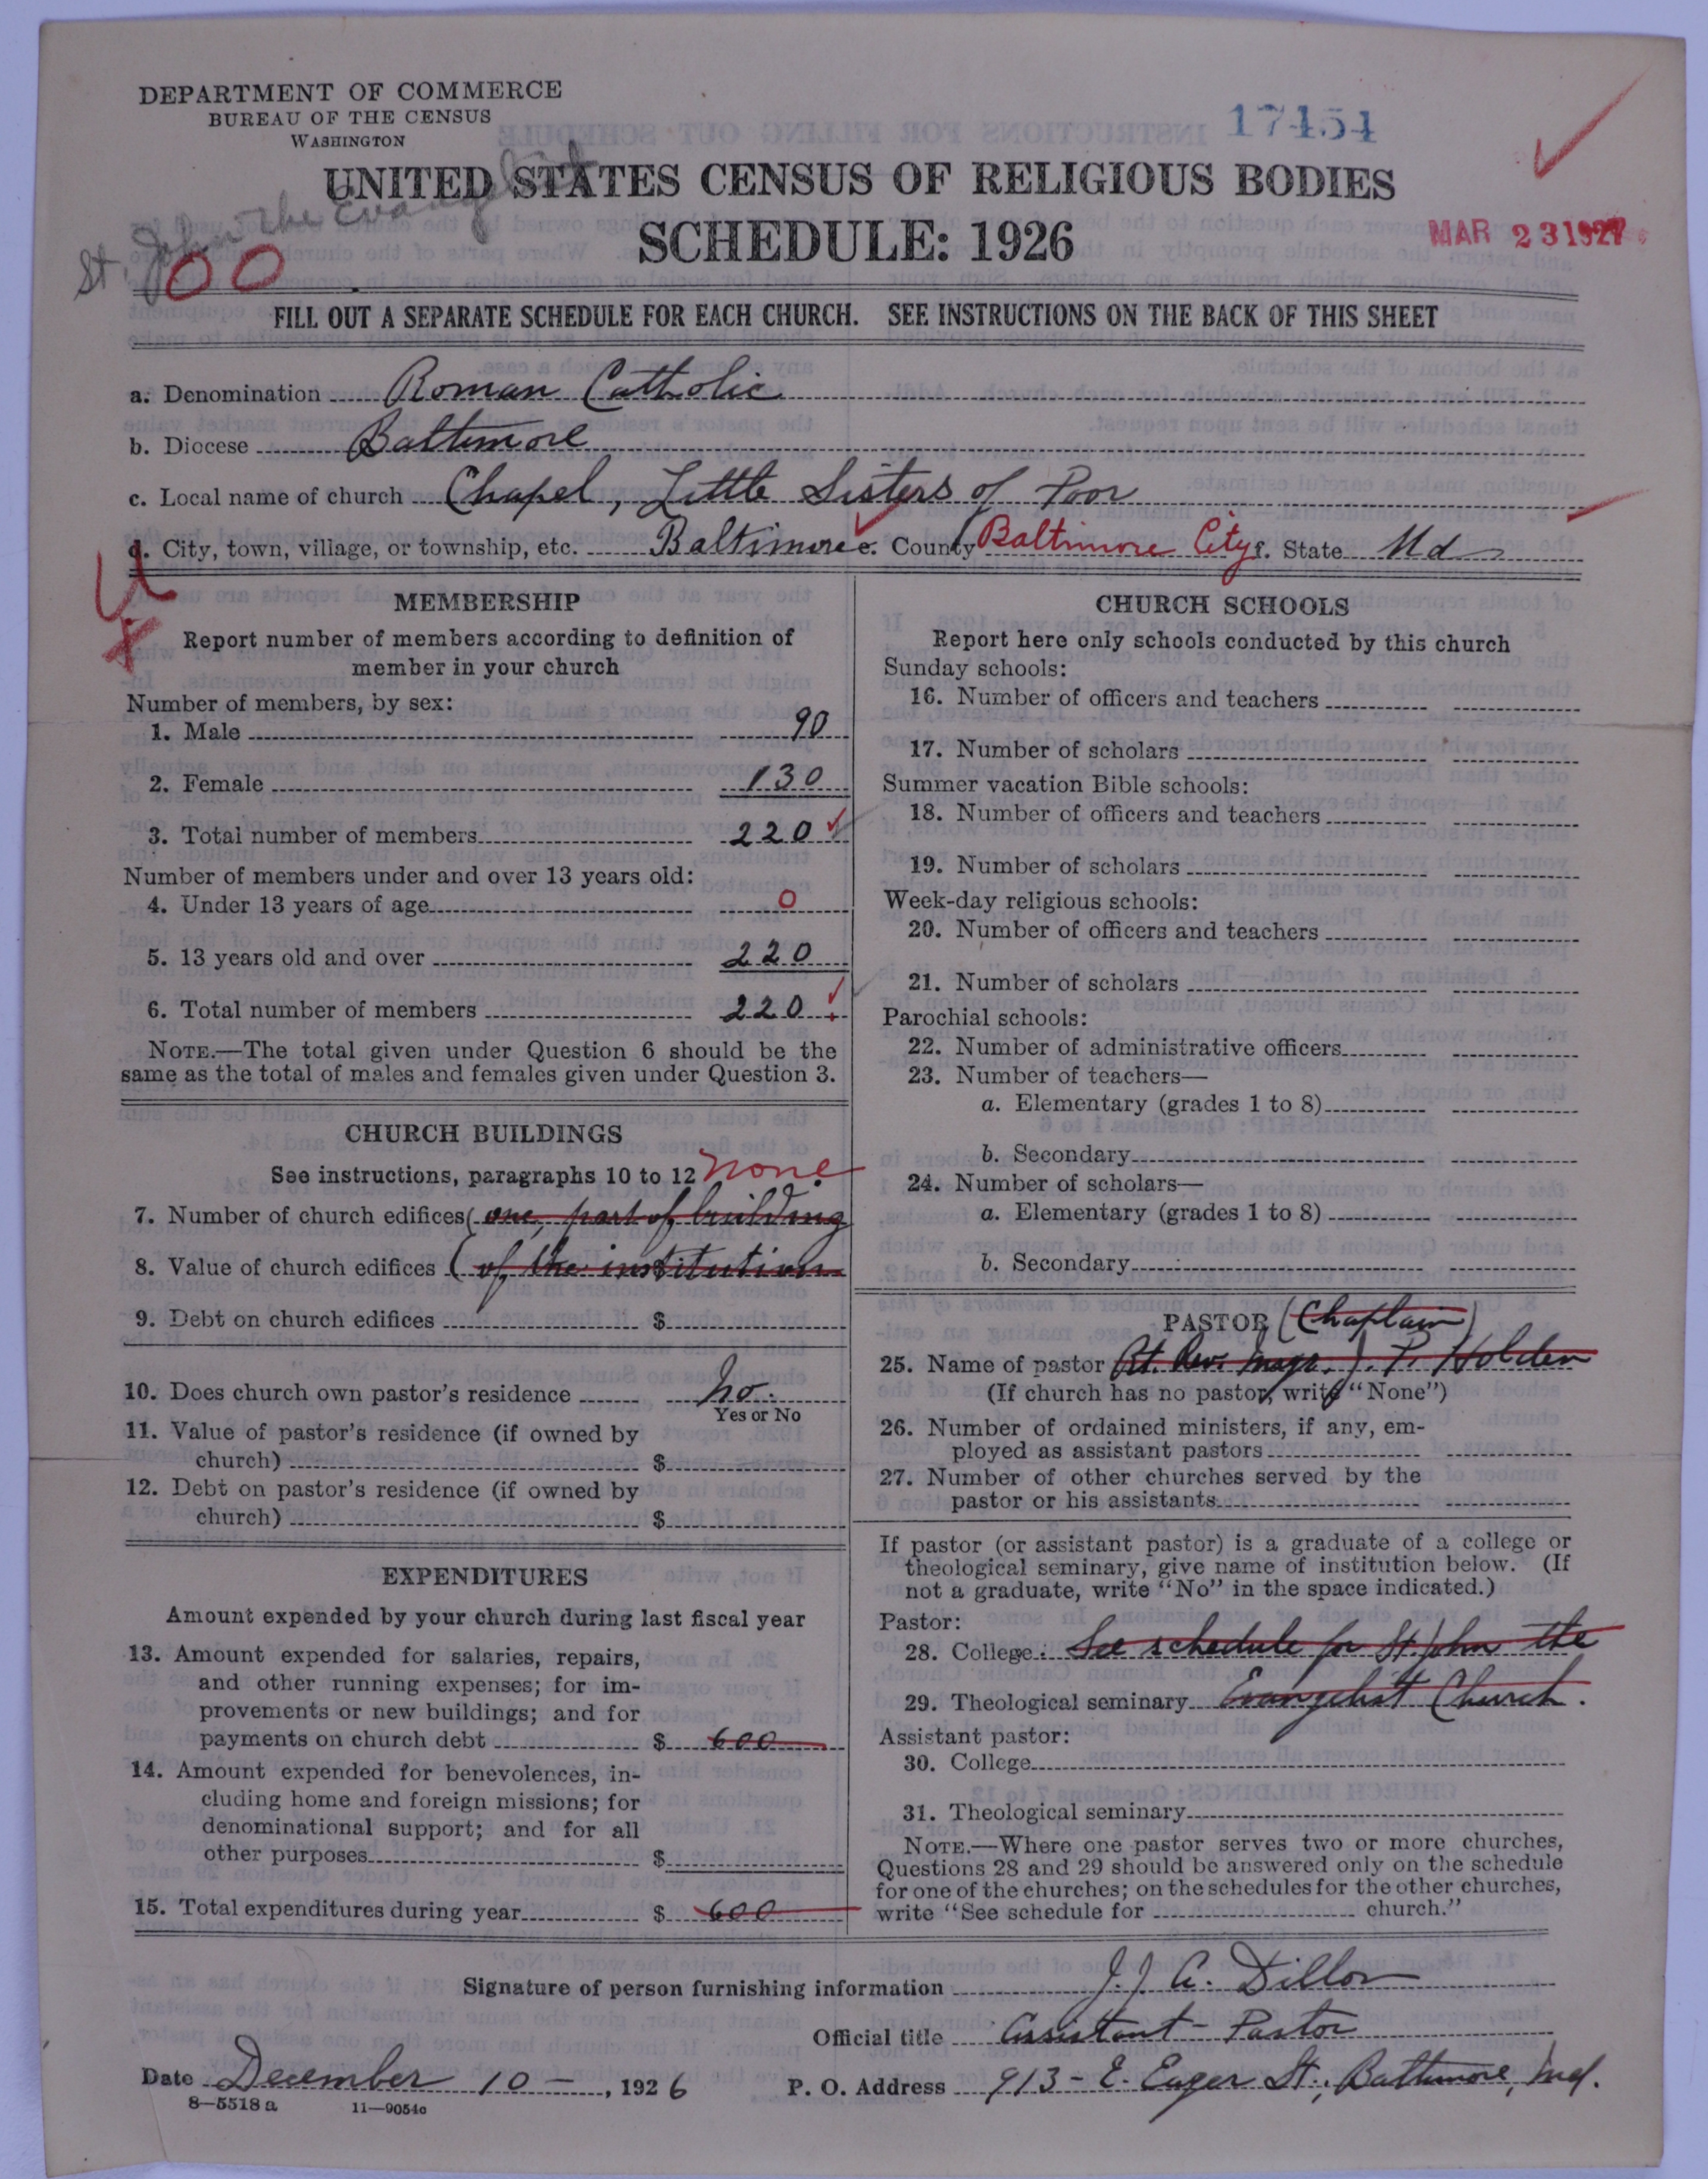 DEPARTMENT OF COMMERCE
BUREAU OF THE CENSUS
WASHINGTON
17454
UNITED STATES CENSUS OF RELIGIOUS BODIES
St. John the Evangelist
SCHEDULE: 1926
MAR 23 1927
00
FILL OUT A SEPARATE SCHEDULE FOR EACH CHURCH. SEE INSTRUCTIONS ON THE BACK OF THIS SHEET
a. Denomination Roman Catholic
b. Diocese Baltimore
c. Local name of church Chapel, Little Sisters of Poor
d. City, town, village, or township, etc. Baltimore e. County Baltimore City f. State Md
MEMBERSHIP
Report number of members according to definition of
member in your church
Number of members, by sex:
1. Male 90
2. Female 130
3. Total number of members 220
Number of members under and over 13 years old:
4. Under 13 years of age 0
5. 13 years old and over 220
6. Total number of members 220
NOTE.—The total given under Question 6 should be the
same as the total of males and females given under Question 3.
CHURCH BUILDINGS
See instructions, paragraphs 10 to 12 none
7. Number of church edifices ( one, part of building
8. Value of church edifices ( of the institution
9. Debt on church edifices $
10. Does church own pastor's residence No.
Yes or No
11. Value of pastor's residence (if owned by
church) $
12. Debt on pastor's residence (if owned by
church) $
EXPENDITURES
Amount expended by your church during last fiscal year
13. Amount expended for salaries, repairs,
and other running expenses; for im-
provements or new buildings; and for
payments on church debt $ 600
14. Amount expended for benevolences, in-
cluding home and foreign missions; for
denominational support; and for all
other purposes $
15. Total expenditures during year $ 600
CHURCH SCHOOLS
Report here only schools conducted by this church
Sunday schools:
16. Number of officers and teachers
17. Number of scholars
Summer vacation Bible schools:
18. Number of officers and teachers
19. Number of scholars
Week-day religious schools:
20. Number of officers and teachers
21. Number of scholars
Parochial schools:
22. Number of administrative officers
23. Number of teachers—
a. Elementary (grades 1 to 8)
b. Secondary
24. Number of scholars—
a. Elementary (grades 1 to 8)
b. Secondary
PASTOR (Chaplain)
25. Name of pastor Rt. Rev. Msgr. J. P. Holden
(If church has no pastor, write "None")
26. Number of ordained ministers, if any, em-
ployed as assistant pastors
27. Number of other churches served by the
pastor or his assistants
If pastor (or assistant pastor) is a graduate of a college or
theological seminary, give name of institution below. (If
not a graduate, write "No" in the space indicated.)
Pastor:
28. College: See schedule for St. John the
29. Theological seminary Evangelist Church.
Assistant pastor:
30. College
31. Theological seminary
NOTE.—Where one pastor serves two or more churches,
Questions 28 and 29 should be answered only on the schedule
for one of the churches; on the schedules for the other churches,
write "See schedule for church."
Signature of person furnishing information J. J. A. Dillon
Official title Assistant - Pastor
Date December 10 —, 1926 P. O. Address 913 - E. Eager St., Baltimore, Md.
8—5518 a 11—9054c